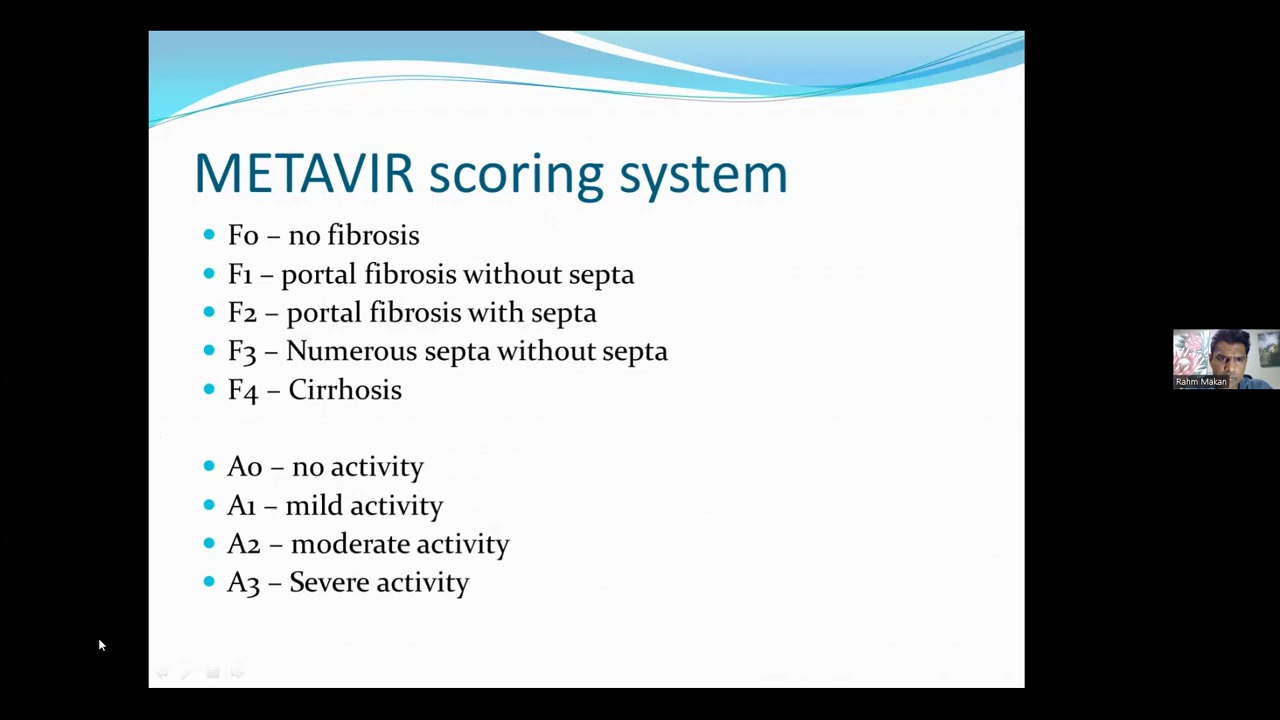 METAVIR scoring system
F0 – no fibrosis
F1 – portal fibrosis without septa
F2 – portal fibrosis with septa
F3 – Numerous septa without septa
F4 – Cirrhosis
A0 – no activity
A1 – mild activity
A2 – moderate activity
A3 – Severe activity
Rahm Makan